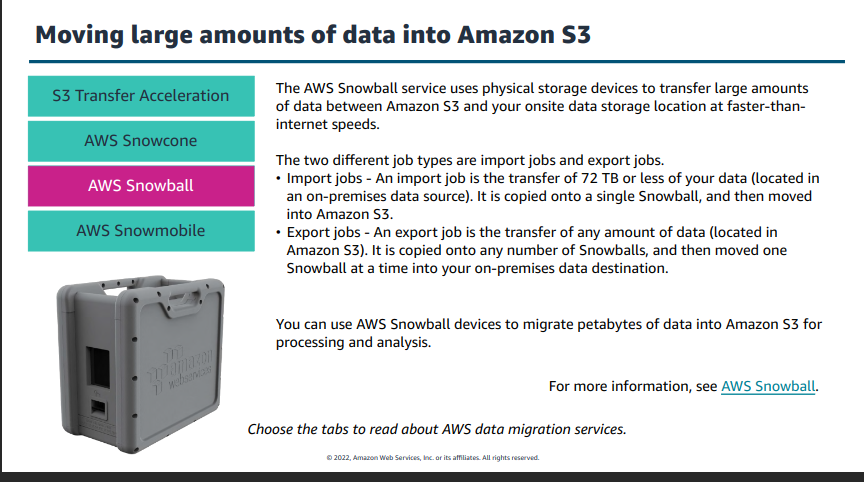 Moving large amounts of data into Amazon S3
S3 Transfer Acceleration
AWS Snowcone
AWS Snowball
AWS Snowmobile
The AWS Snowball service uses physical storage devices to transfer large amounts
of data between Amazon S3 and your onsite data storage location at faster-than-
internet speeds.
The two different job types are import jobs and export jobs.
• Import jobs - An import job is the transfer of 72 TB or less of your data (located in
an on-premises data source). It is copied onto a single Snowball, and then moved
into Amazon S3.
• Export jobs - An export job is the transfer of any amount of data (located in
Amazon S3). It is copied onto any number of Snowballs, and then moved one
Snowball at a time into your on-premises data destination.
You can use AWS Snowball devices to migrate petabytes of data into Amazon S3 for
processing and analysis.
For more information, see AWS Snowball.
amazon
webservices
Choose the tabs to read about AWS data migration services.
© 2022, Amazon Web Services, Inc. or its affiliates. All rights reserved.